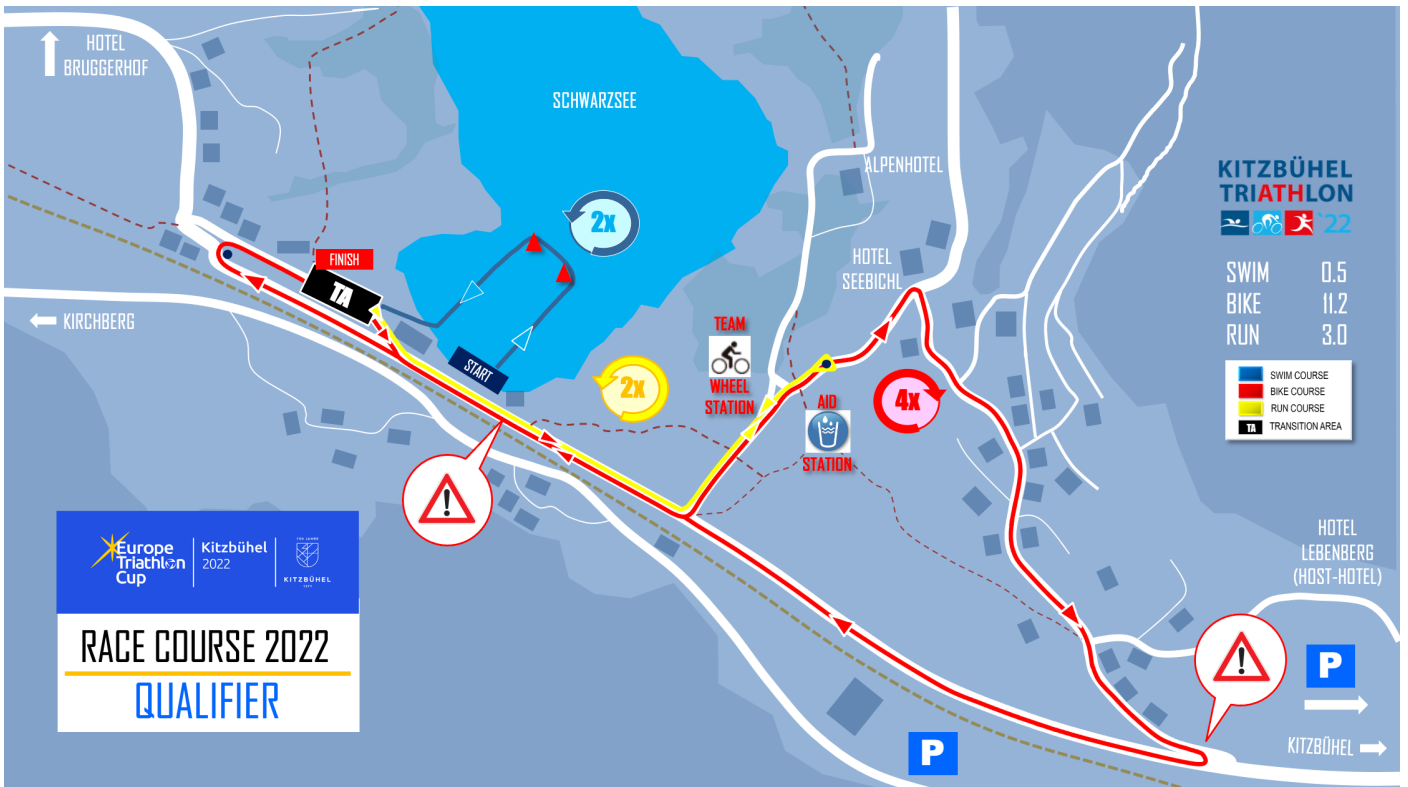 HOTEL
BRUGGERHOF
SCHWARZSEE
ALPENHOTEL
KITZBÜHEL
TRIATHLON
`22
2x
HOTEL
SEEBICHL
FINISH
TA
SWIM 0.5
BIKE 11.2
RUN 3.0
KIRCHBERG
START
TEAM
WHEEL
STATION
2x
4x
AID
STATION
SWIM COURSE
BIKE COURSE
RUN COURSE
TA TRANSITION AREA
!
HOTEL
LEBENBERG
(HOST-HOTEL)
Europe
Triathlon
Cup
Kitzbühel
2022
KITZBÜHEL
RACE COURSE 2022
QUALIFIER
!
P
P
KITZBÜHEL